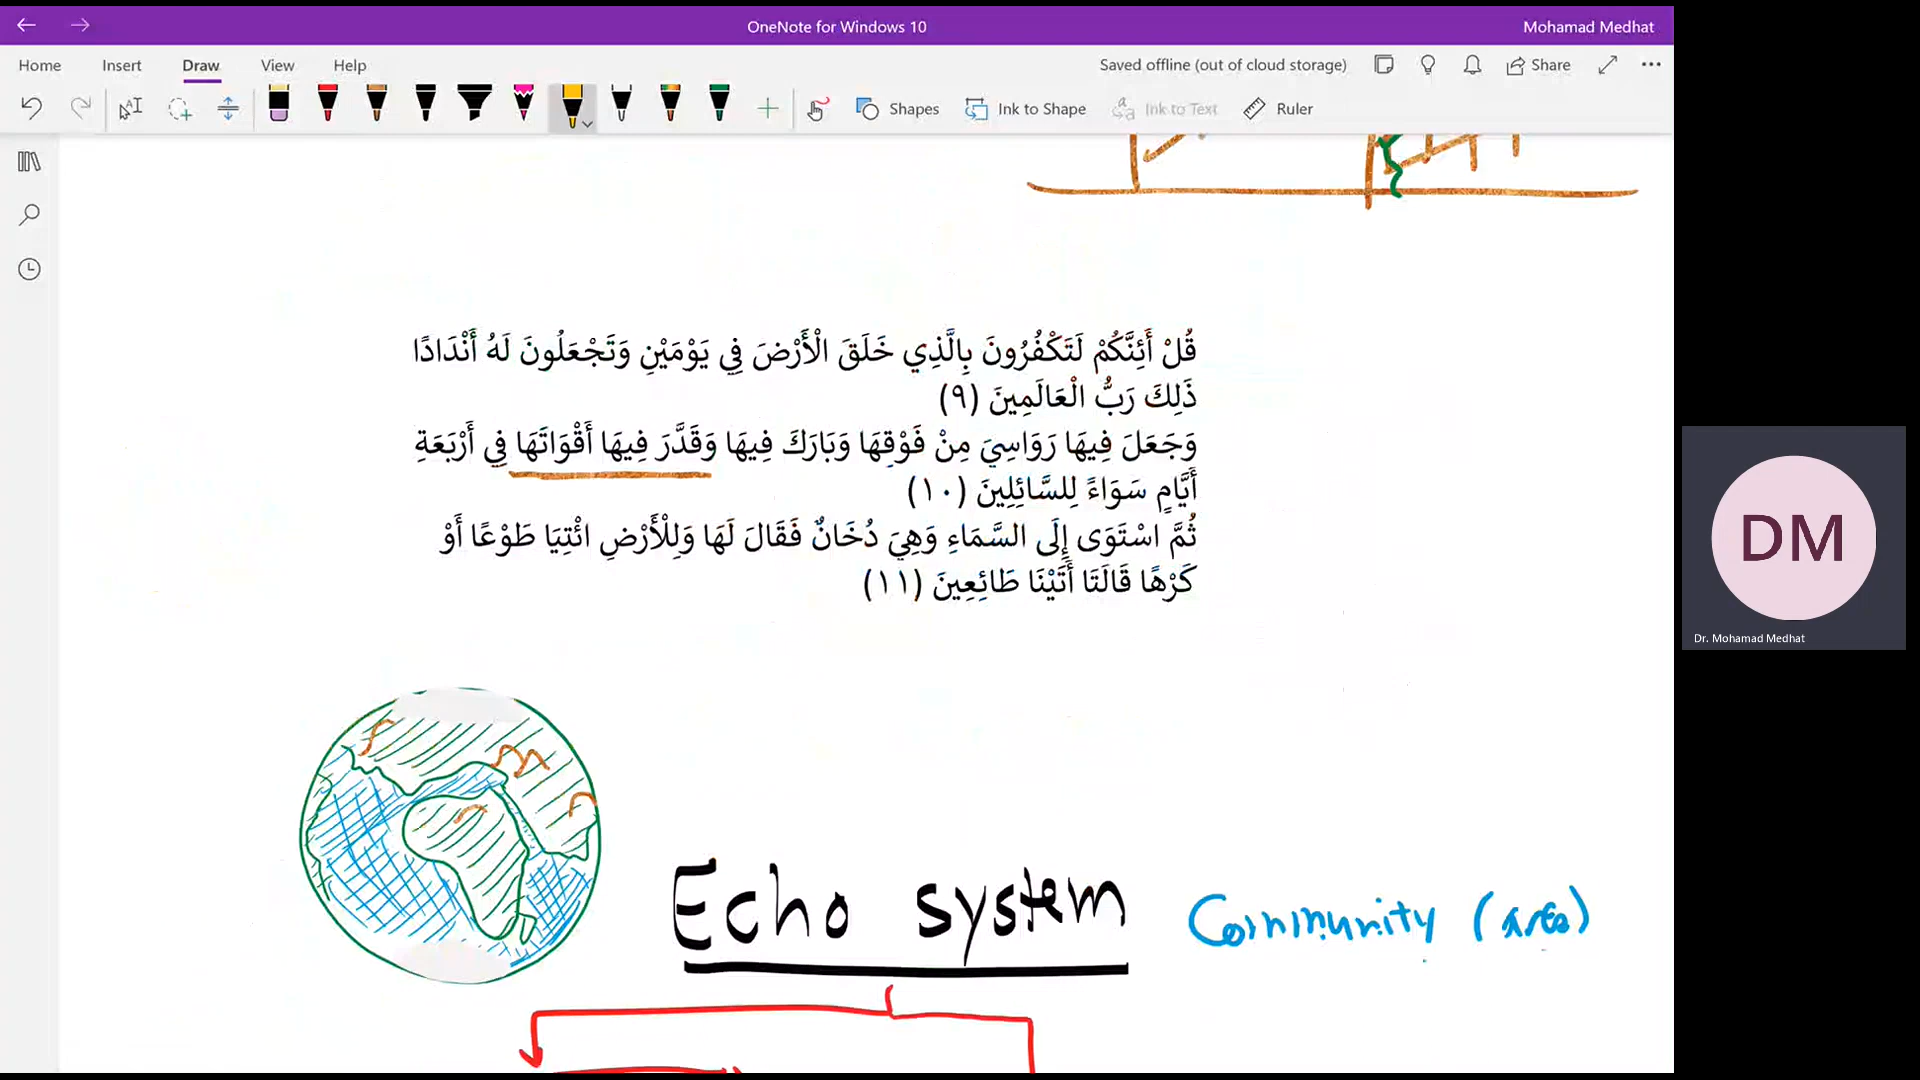 OneNote for Windows 10
Mohamad Medhat
Home Insert Draw View Help
Saved offline (out of cloud storage)
Share
Shapes
Ink to Shape
Ink to Text
Ruler
قُلْ أَئِنَّكُمْ لَتَكْفُرُونَ بِالَّذِي خَلَقَ الْأَرْضَ فِي يَوْمَيْنِ وَتَجْعَلُونَ لَهُ أَنْدَادًا
ذَلِكَ رَبُّ الْعَالَمِينَ (٩)
وَجَعَلَ فِيهَا رَوَاسِيَ مِنْ فَوْقِهَا وَبَارَكَ فِيهَا وَقَدَّرَ فِيهَا أَقْوَاتَهَا فِي أَرْبَعَةِ
أَيَّامٍ سَوَاءً لِلسَّائِلِينَ (١٠)
ثُمَّ اسْتَوَى إِلَى السَّمَاءِ وَهِيَ دُخَانٌ فَقَالَ لَهَا وَلِلْأَرْضِ ائْتِيَا طَوْعًا أَوْ
كَرْهًا قَالَتَا أَتَيْنَا طَائِعِينَ (١١)
Echo system
Community (area)
DM
Dr. Mohamad Medhat